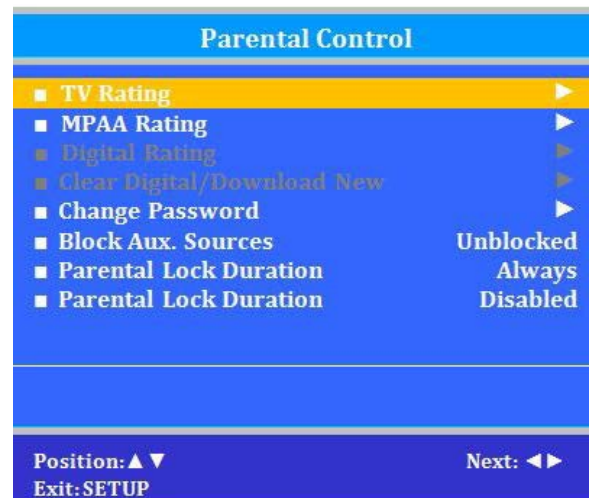 Parental Control
■ TV Rating ▶
■ MPAA Rating ▶
■ Digital Rating ▶
■ Clear Digital/Download New ▶
■ Change Password ▶
■ Block Aux. Sources Unblocked
■ Parental Lock Duration Always
■ Parental Lock Duration Disabled
Position:▲▼ Next: ◀▶
Exit:SETUP